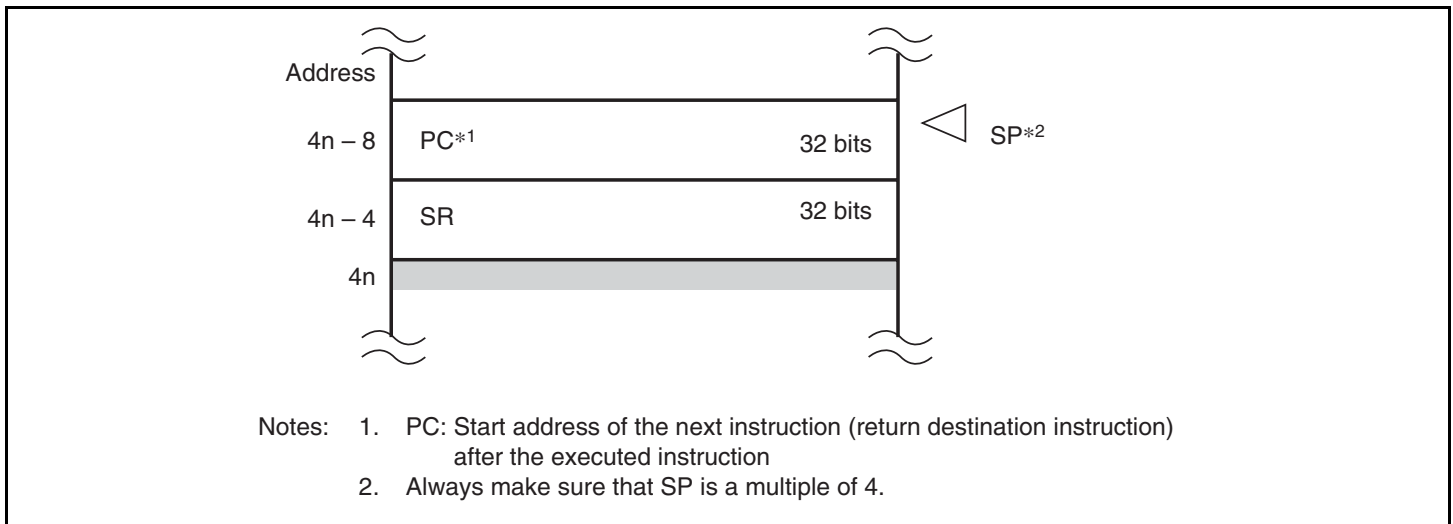 Address
4n – 8 PC*1 32 bits SP*2
4n – 4 SR 32 bits
4n
Notes: 1. PC: Start address of the next instruction (return destination instruction)
after the executed instruction
2. Always make sure that SP is a multiple of 4.